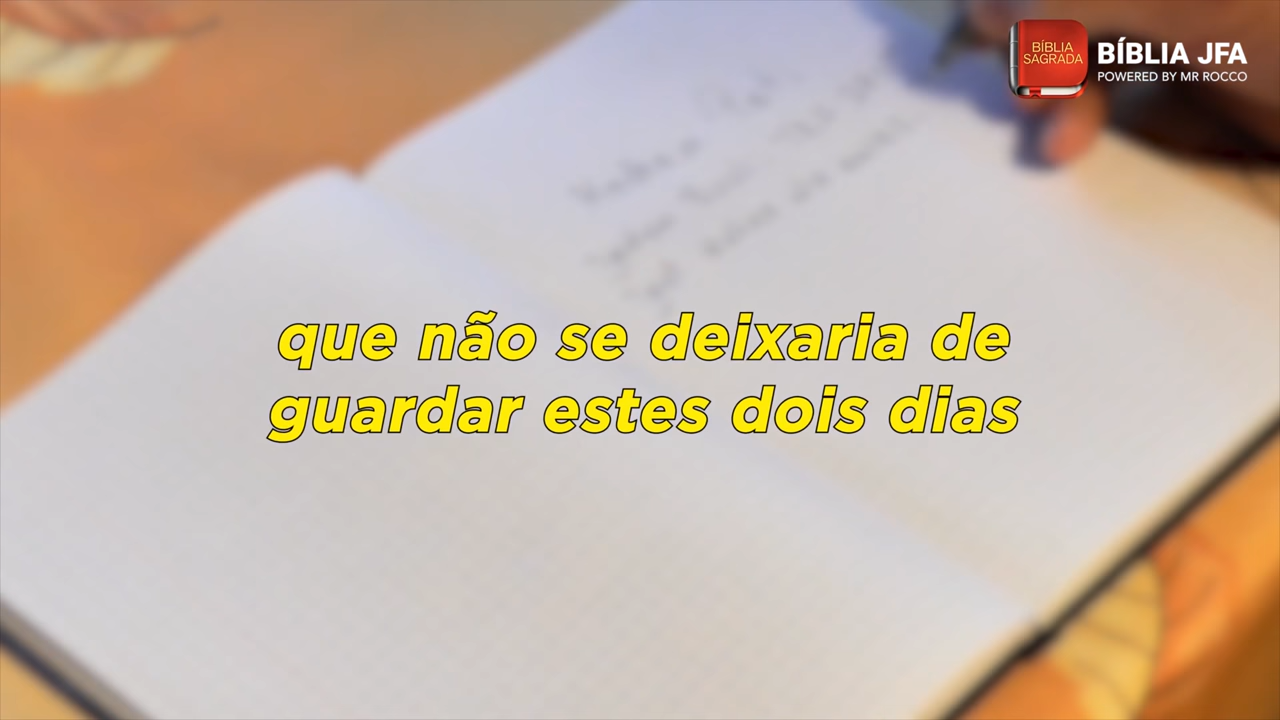 BÍBLIA
SAGRADA
BÍBLIA JFA
POWERED BY MR ROCCO
que não se deixaria de
guardar estes dois dias